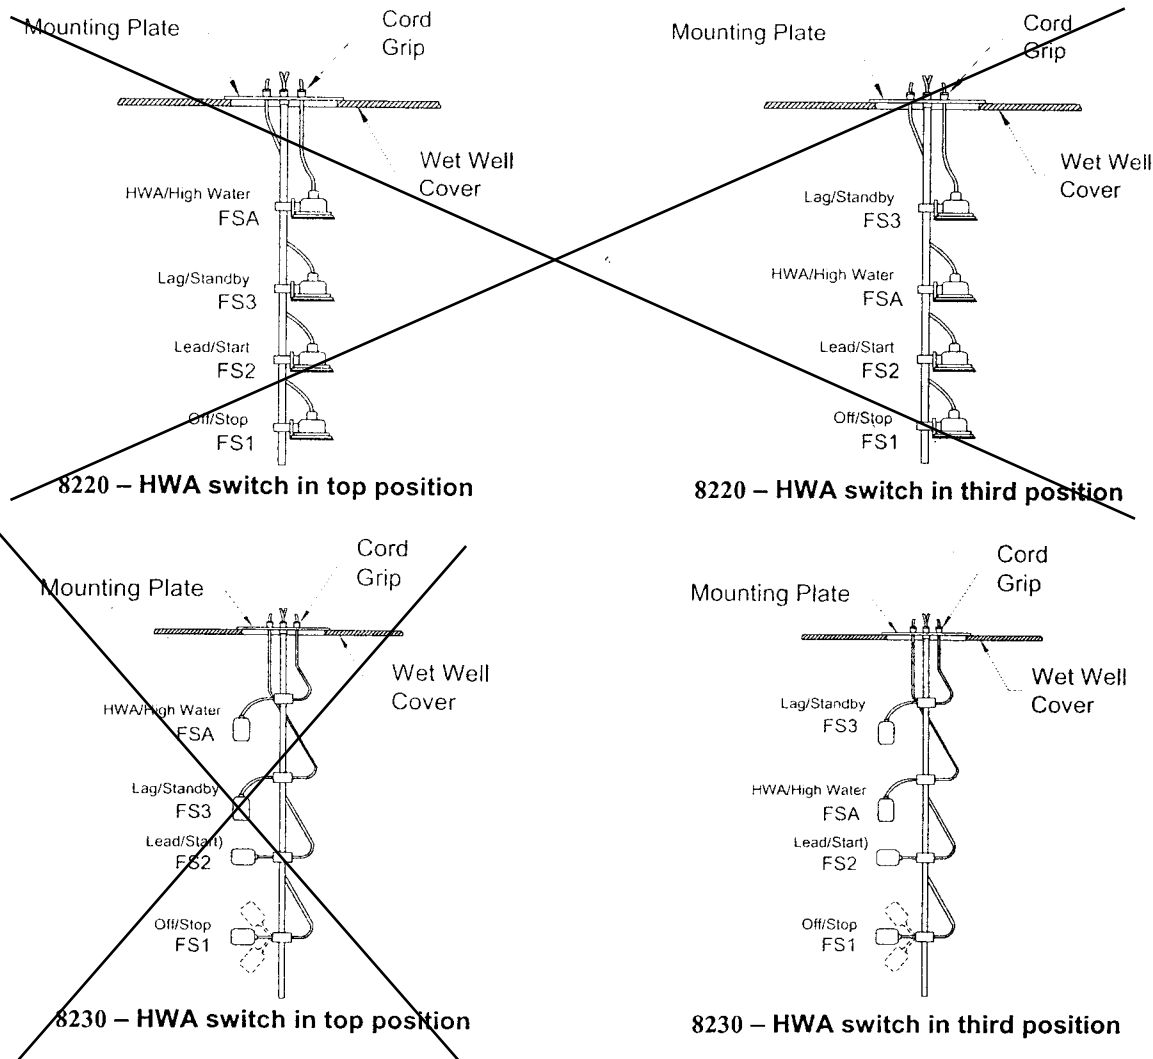 Mounting Plate
Cord
Grip
Wet Well
Cover
HWA/High Water
FSA
Lag/Standby
FS3
Lead/Start
FS2
Off/Stop
FS1
8220 – HWA switch in top position
Mounting Plate
Cord
Grip
Wet Well
Cover
Lag/Standby
FS3
HWA/High Water
FSA
Lead/Start
FS2
Off/Stop
FS1
8220 – HWA switch in third position
Mounting Plate
Cord
Grip
Wet Well
Cover
HWA/High Water
FSA
Lag/Standby
FS3
Lead/Start)
FS2
Off/Stop
FS1
8230 – HWA switch in top position
Mounting Plate
Cord
Grip
Wet Well
Cover
Lag/Standby
FS3
HWA/High Water
FSA
Lead/Start)
FS2
Off/Stop
FS1
8230 – HWA switch in third position